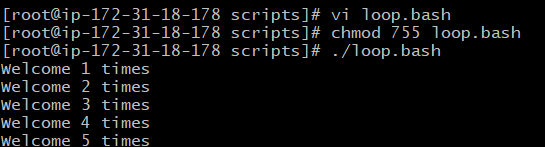 [root@ip-172-31-18-178 scripts]# vi loop.bash
[root@ip-172-31-18-178 scripts]# chmod 755 loop.bash
[root@ip-172-31-18-178 scripts]# ./loop.bash
Welcome 1 times
Welcome 2 times
Welcome 3 times
Welcome 4 times
Welcome 5 times